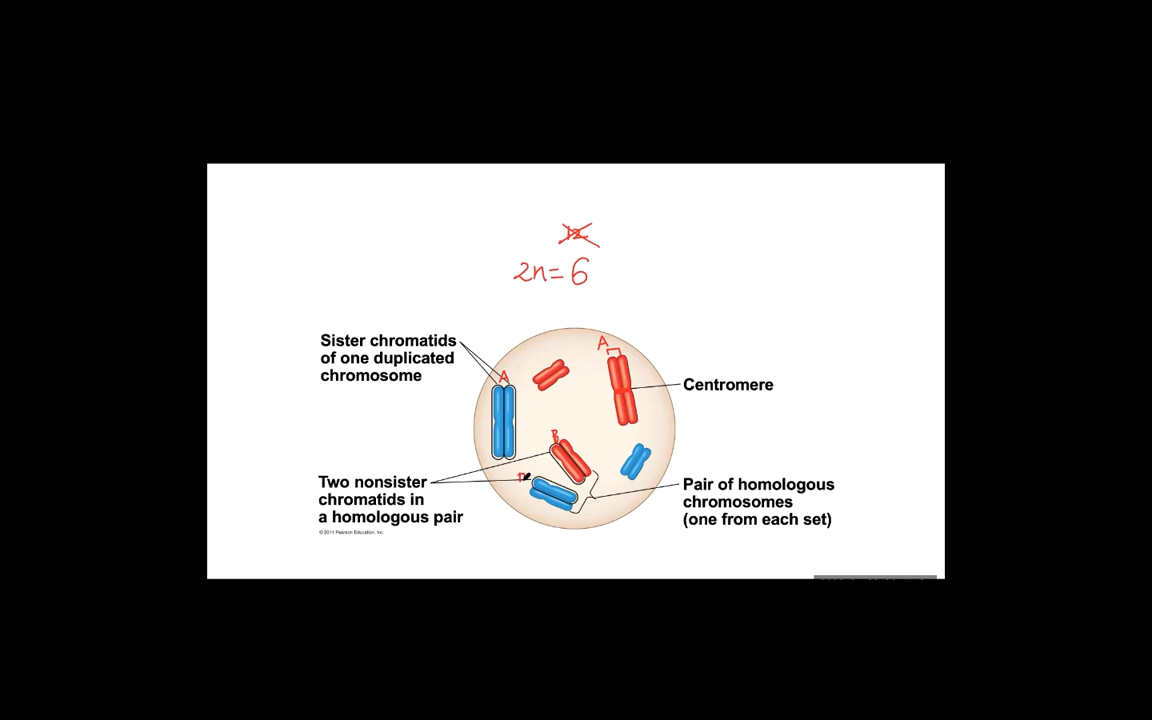 12
2n=6
Sister chromatids
of one duplicated
chromosome
A
A
Centromere
B
Two nonsister
chromatids in
a homologous pair
Pair of homologous
chromosomes
(one from each set)
© 2011 Pearson Education, Inc.